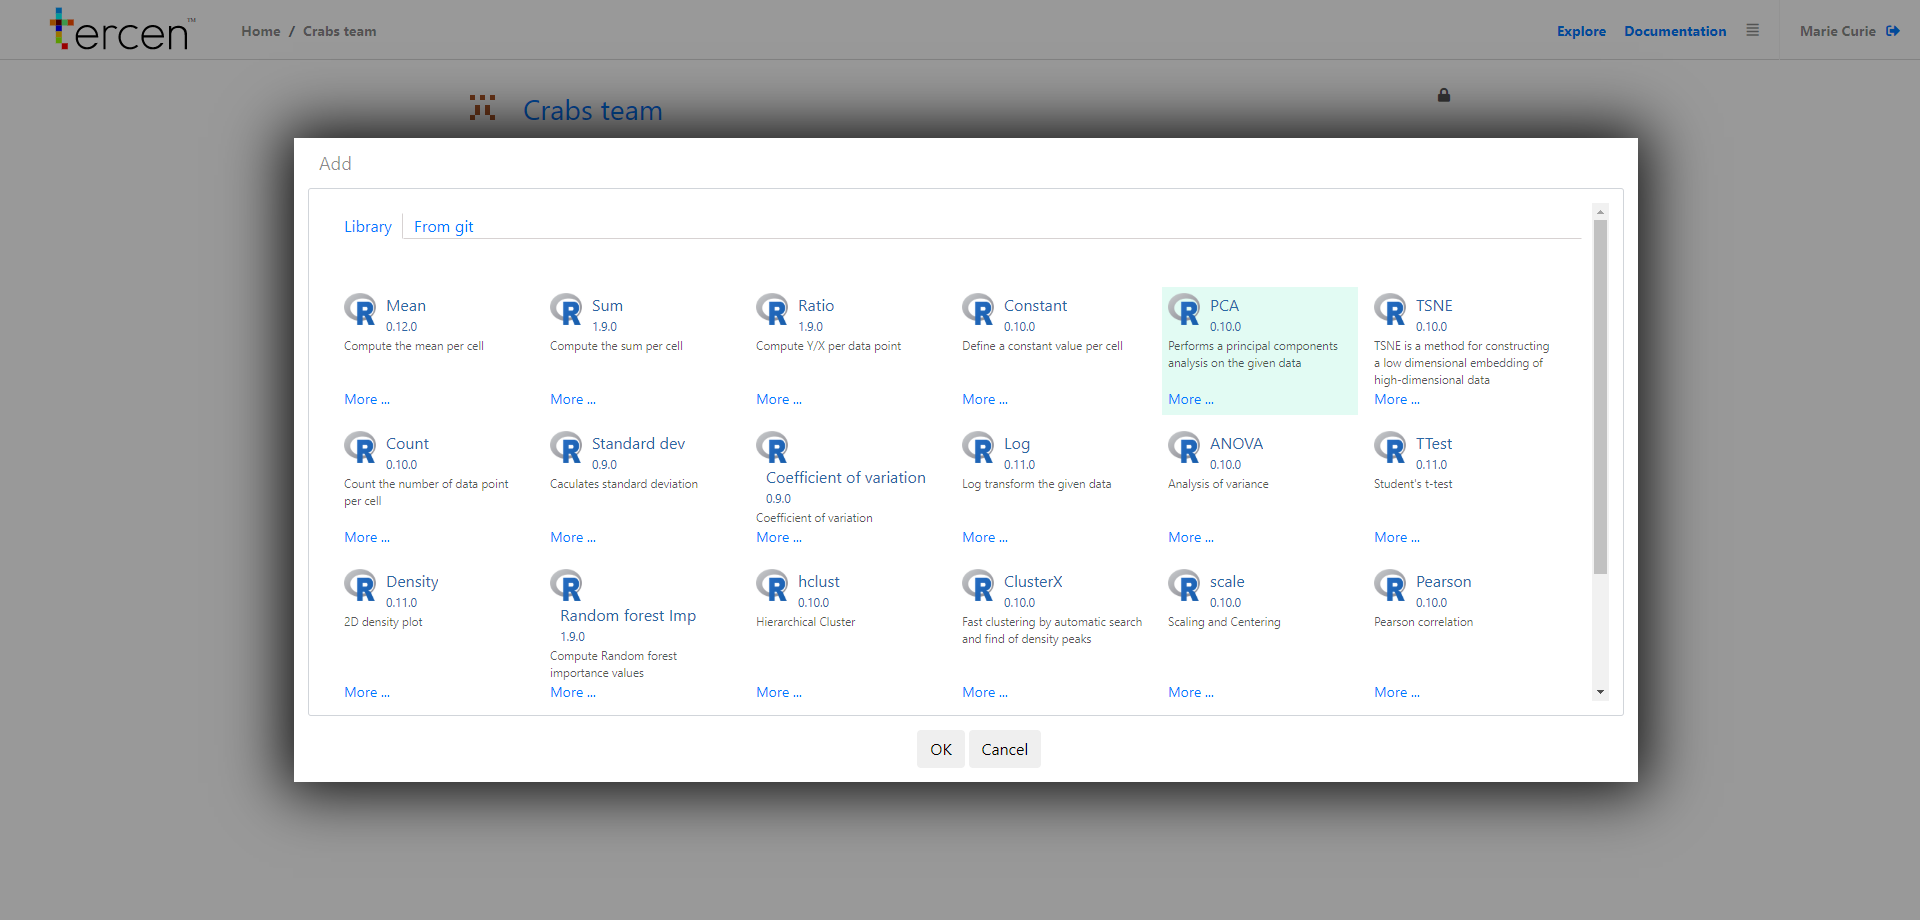 tercen™
Home / Crabs team
Explore Documentation
Marie Curie
Crabs team
Add
Library
From git
Mean
0.12.0
Compute the mean per cell
More ...
Sum
1.9.0
Compute the sum per cell
More ...
Ratio
1.9.0
Compute Y/X per data point
More ...
Constant
0.10.0
Define a constant value per cell
More ...
PCA
0.10.0
Performs a principal components
analysis on the given data
More ...
TSNE
0.10.0
TSNE is a method for constructing
a low dimensional embedding of
high-dimensional data
More ...
Count
0.10.0
Count the number of data point
per cell
More ...
Standard dev
0.9.0
Caculates standard deviation
More ...
Coefficient of variation
0.9.0
Coefficient of variation
More ...
Log
0.11.0
Log transform the given data
More ...
ANOVA
0.10.0
Analysis of variance
More ...
TTest
0.11.0
Student's t-test
More ...
Density
0.11.0
2D density plot
More ...
Random forest Imp
1.9.0
Compute Random forest
importance values
More ...
hclust
0.10.0
Hierarchical Cluster
More ...
ClusterX
0.10.0
Fast clustering by automatic search
and find of density peaks
More ...
scale
0.10.0
Scaling and Centering
More ...
Pearson
0.10.0
Pearson correlation
More ...
OK
Cancel